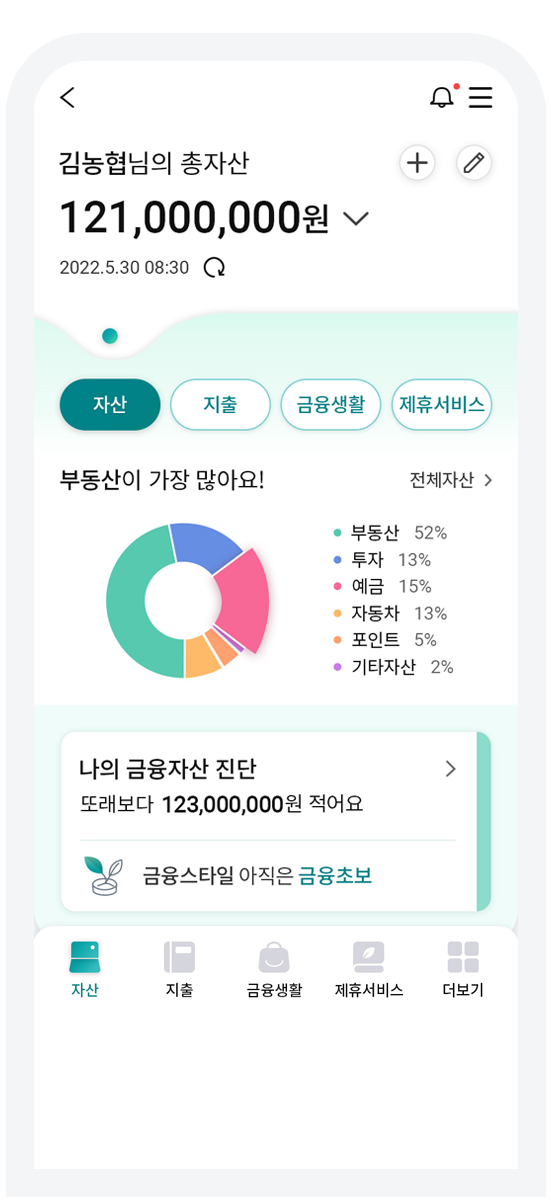 김농협님의 총자산
121,000,000원
2022.5.30 08:30
자산 지출 금융생활 제휴서비스
부동산이 가장 많아요! 전체자산
부동산 52%
투자 13%
예금 15%
자동차 13%
포인트 5%
기타자산 2%
나의 금융자산 진단
또래보다 123,000,000원 적어요
금융스타일 아직은 금융초보
자산 지출 금융생활 제휴서비스 더보기